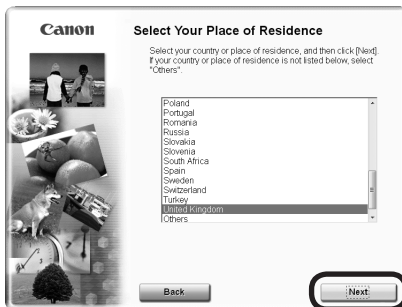 Canon
Select Your Place of Residence
Select your country or place of residence, and then click [Next].
If your country or place of residence is not listed below, select
"Others".
Poland
Portugal
Romania
Russia
Slovakia
Slovenia
South Africa
Spain
Sweden
Switzerland
Turkey
United Kingdom
Others
Back
Next